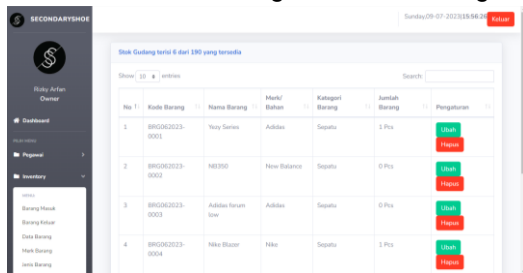 SECONDARYSHOE
Sunday,09-07-2023|15:56:26
Keluar
Rizky Arfan
Owner
Dashboard
Pegawai
Inventory
MENU
Barang Masuk
Barang Keluar
Data Barang
Merk Barang
Jenis Barang
Stok Gudang terisi 6 dari 190 yang tersedia
Show 10 entries
Search:
No Kode Barang Nama Barang Merk/ Bahan Kategori Barang Jumlah Barang Pengaturan
1 BRG062023-0001 Yezy Series Adidas Sepatu 1 Pcs Ubah Hapus
2 BRG062023-0002 NB350 New Balance Sepatu 0 Pcs Ubah Hapus
3 BRG062023-0003 Adidas forum low Adidas Sepatu 0 Pcs Ubah Hapus
4 BRG062023-0004 Nike Blazer Nike Sepatu 1 Pcs Ubah Hapus